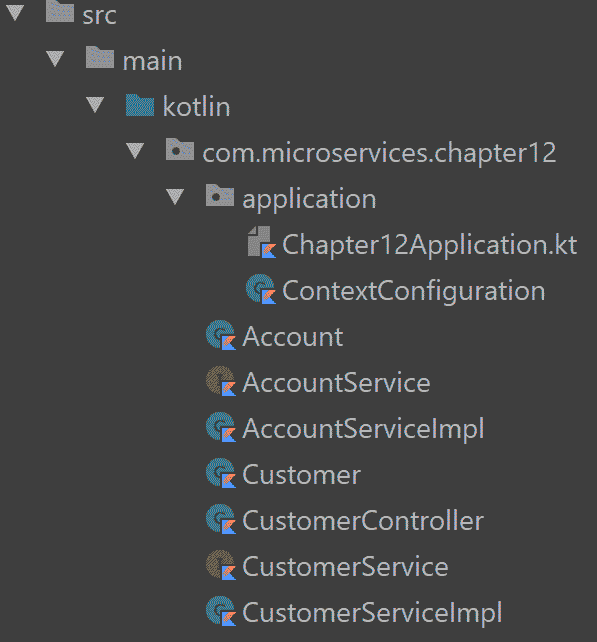 src
main
kotlin
com.microservices.chapter12
application
Chapter12Application.kt
ContextConfiguration
Account
AccountService
AccountServiceImpl
Customer
CustomerController
CustomerService
CustomerServiceImpl